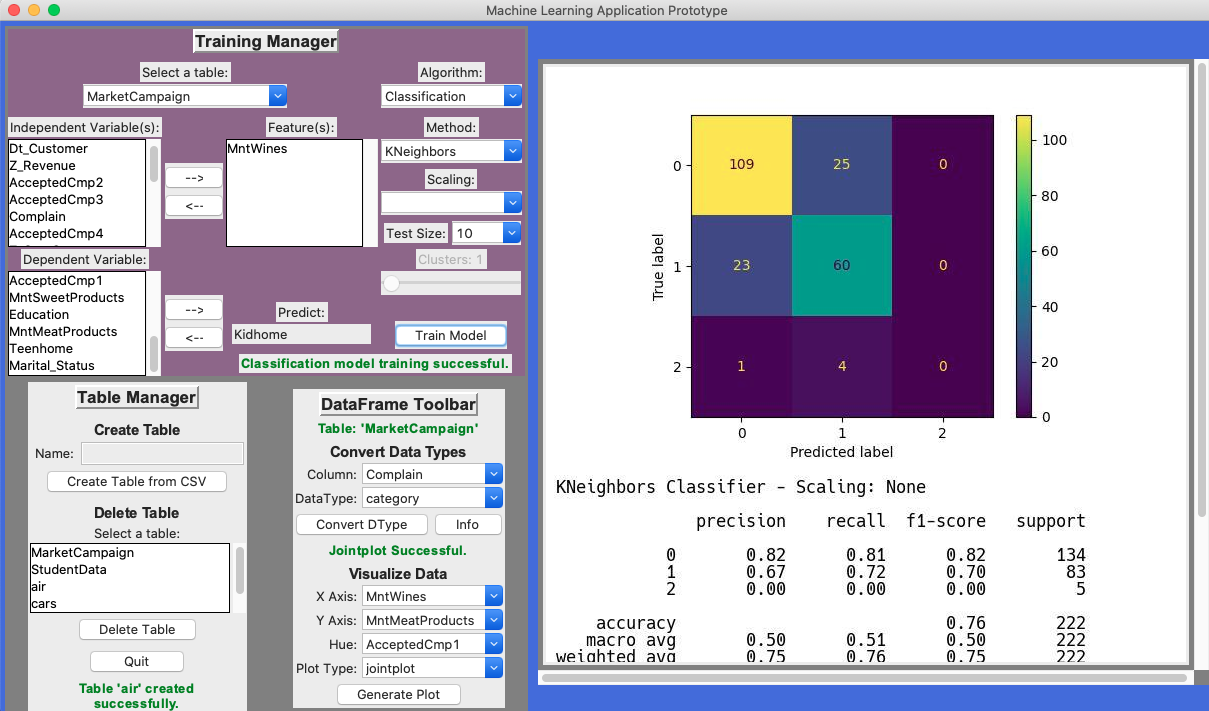 Machine Learning Application Prototype
Training Manager
Select a table:
MarketCampaign
Algorithm:
Classification
Independent Variable(s):
Dt_Customer
Z_Revenue
AcceptedCmp2
AcceptedCmp3
Complain
AcceptedCmp4
-->
<--
Feature(s):
MntWines
Method:
KNeighbors
Scaling:
Test Size: 10
Clusters: 1
Dependent Variable:
AcceptedCmp1
MntSweetProducts
Education
MntMeatProducts
Teenhome
Marital_Status
-->
<--
Predict:
Kidhome
Train Model
Classification model training successful.
Table Manager
Create Table
Name:
Create Table from CSV
Delete Table
Select a table:
MarketCampaign
StudentData
air
cars
Delete Table
Quit
Table 'air' created
successfully.
DataFrame Toolbar
Table: 'MarketCampaign'
Convert Data Types
Column: Complain
DataType: category
Convert DType Info
Jointplot Successful.
Visualize Data
X Axis: MntWines
Y Axis: MntMeatProducts
Hue: AcceptedCmp1
Plot Type: jointplot
Generate Plot
True label
0 109 25 0
1 23 60 0
2 1 4 0
0 1 2
Predicted label
100
80
60
40
20
0
KNeighbors Classifier - Scaling: None
precision recall f1-score support
0 0.82 0.81 0.82 134
1 0.67 0.72 0.70 83
2 0.00 0.00 0.00 5
accuracy 0.76 222
macro avg 0.50 0.51 0.50 222
weighted avg 0.75 0.76 0.75 222